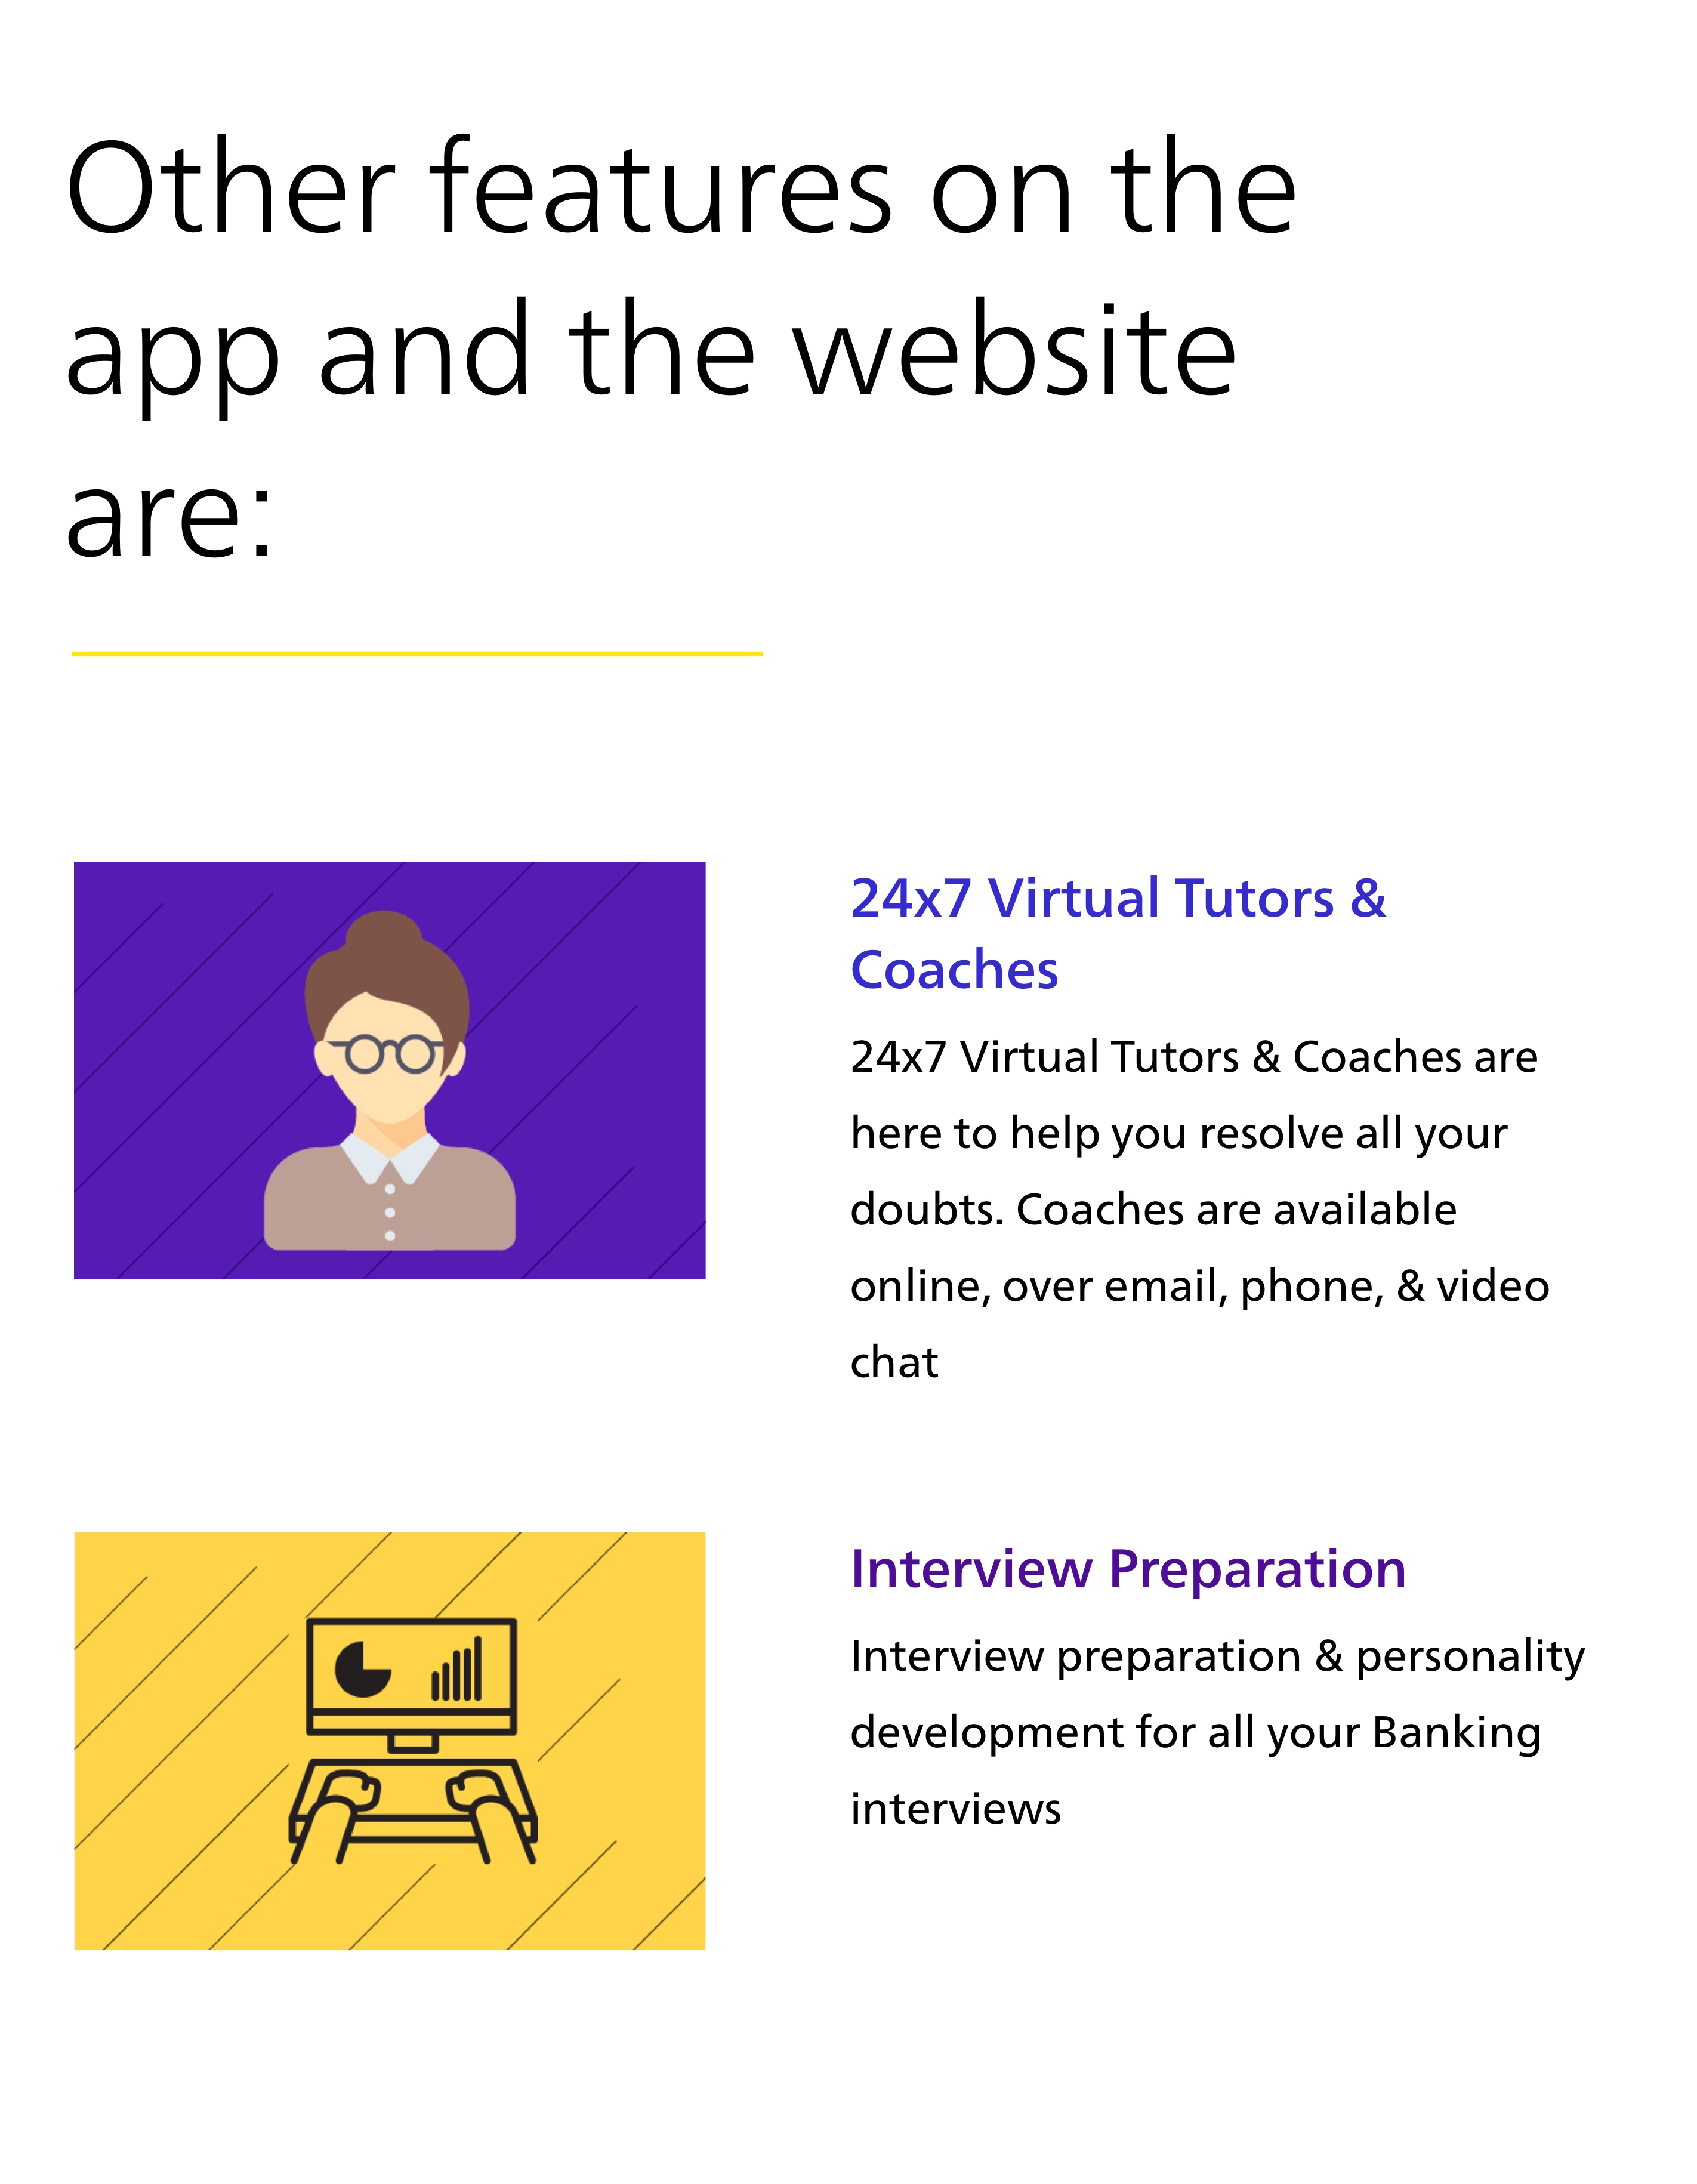 Other features on the
app and the website
are:
24x7 Virtual Tutors &
Coaches
24x7 Virtual Tutors & Coaches are
here to help you resolve all your
doubts. Coaches are available
online, over email, phone, & video
chat
Interview Preparation
Interview preparation & personality
development for all your Banking
interviews